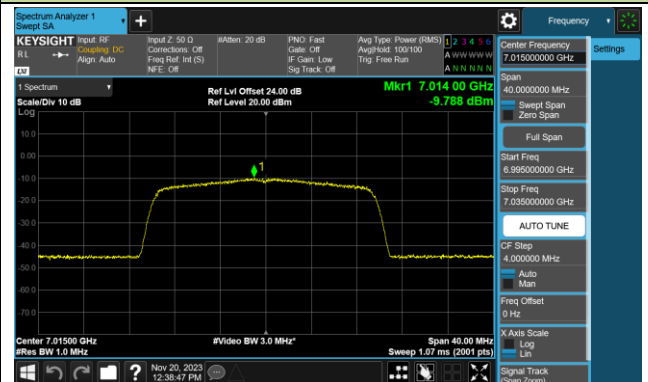 Spectrum Analyzer 1
Swept SA
+
Frequency
KEYSIGHT
RL
LXI
Input: RF
Coupling: DC
Align: Auto
Input Z: 50 Ω
Corrections: Off
Freq Ref: Int (S)
NFE: Off
#Atten: 20 dB
PNO: Fast
Gate: Off
IF Gain: Low
Sig Track: Off
Avg Type: Power (RMS)
Avg|Hold: 100/100
Trig: Free Run
1 2 3 4 5 6
A W W W W W
A N N N N N
Center Frequency
7.015000000 GHz
Settings
Span
40.0000000 MHz
Swept Span
Zero Span
Full Span
Start Freq
6.995000000 GHz
Stop Freq
7.035000000 GHz
AUTO TUNE
CF Step
4.000000 MHz
Auto
Man
Freq Offset
0 Hz
X Axis Scale
Log
Lin
Signal Track
(Span Zoom)
1 Spectrum
Scale/Div 10 dB
Log
Ref Lvl Offset 24.00 dB
Ref Level 20.00 dBm
Mkr1 7.014 00 GHz
-9.788 dBm
10.0
0.00
-10.0
-20.0
-30.0
-40.0
-50.0
-60.0
-70.0
1
Center 7.01500 GHz
#Res BW 1.0 MHz
#Video BW 3.0 MHz*
Span 40.00 MHz
Sweep 1.07 ms (2001 pts)
?
Nov 20, 2023
12:38:47 PM